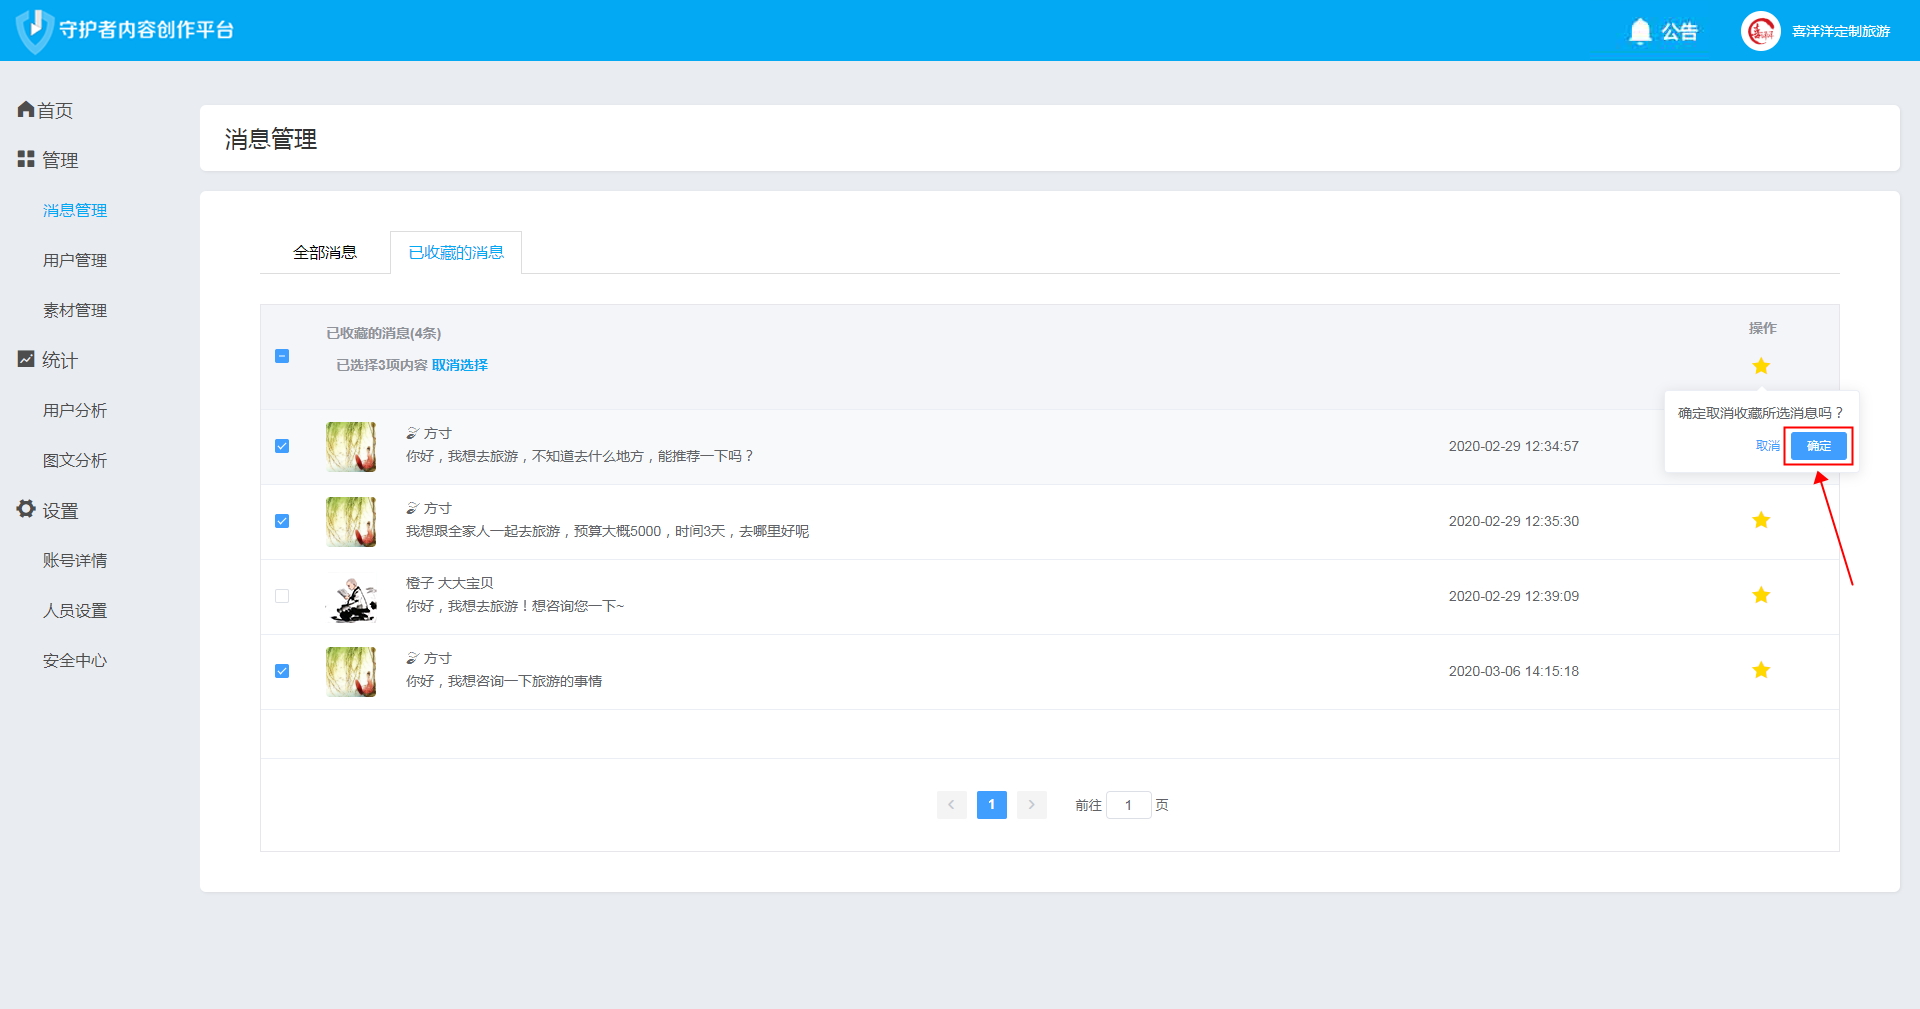 守护者内容创作平台
公告
喜洋洋定制旅游
首页
管理
消息管理
用户管理
素材管理
统计
用户分析
图文分析
设置
账号详情
人员设置
安全中心
消息管理
全部消息
已收藏的消息
已收藏的消息(4条)
操作
已选择3项内容 取消选择
确定取消收藏所选消息吗？
取消
确定
方寸
你好，我想去旅游，不知道去什么地方，能推荐一下吗？
2020-02-29 12:34:57
方寸
我想跟全家人一起去旅游，预算大概5000，时间3天，去哪里好呢
2020-02-29 12:35:30
橙子 大大宝贝
你好，我想去旅游！想咨询您一下~
2020-02-29 12:39:09
方寸
你好，我想咨询一下旅游的事情
2020-03-06 14:15:18
1
前往 1 页